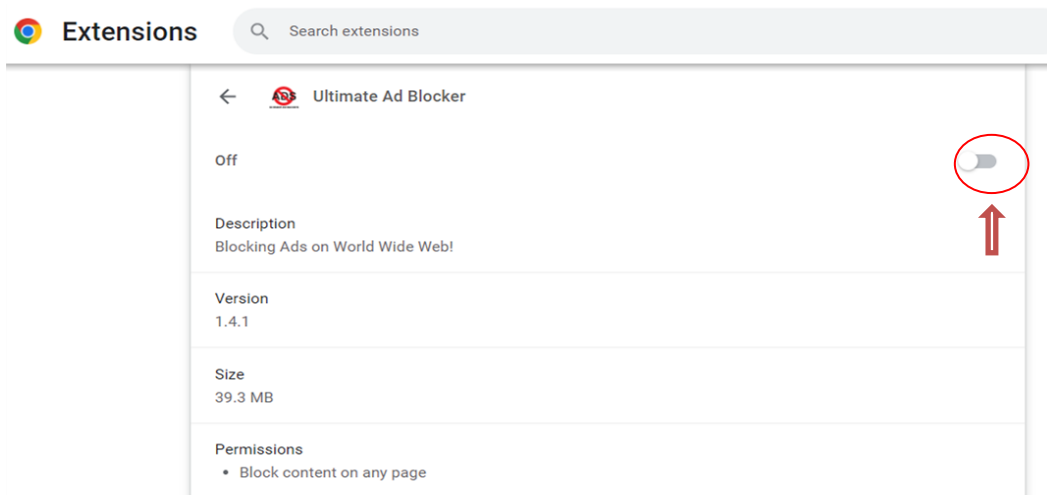 Extensions
Search extensions
ADS
Ultimate Ad Blocker
Off
Description
Blocking Ads on World Wide Web!
Version
1.4.1
Size
39.3 MB
Permissions
• Block content on any page